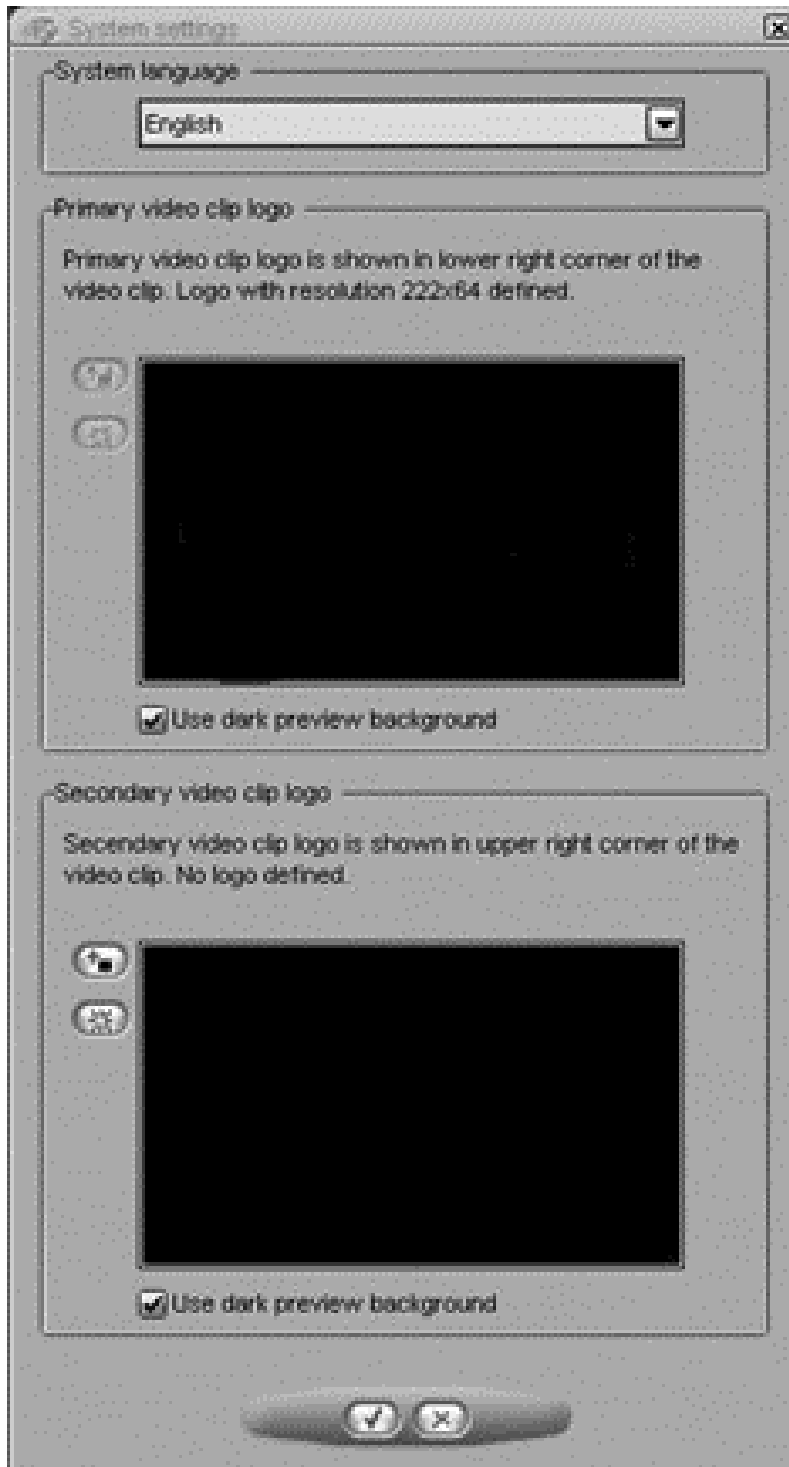 System settings
System language
English
Primary video clip logo
Primary video clip logo is shown in lower right corner of the
video clip. Logo with resolution 222x64 defined.
Use dark preview background
Secondary video clip logo
Secendary video clip logo is shown in upper right corner of the
video clip. No logo defined.
Use dark preview background